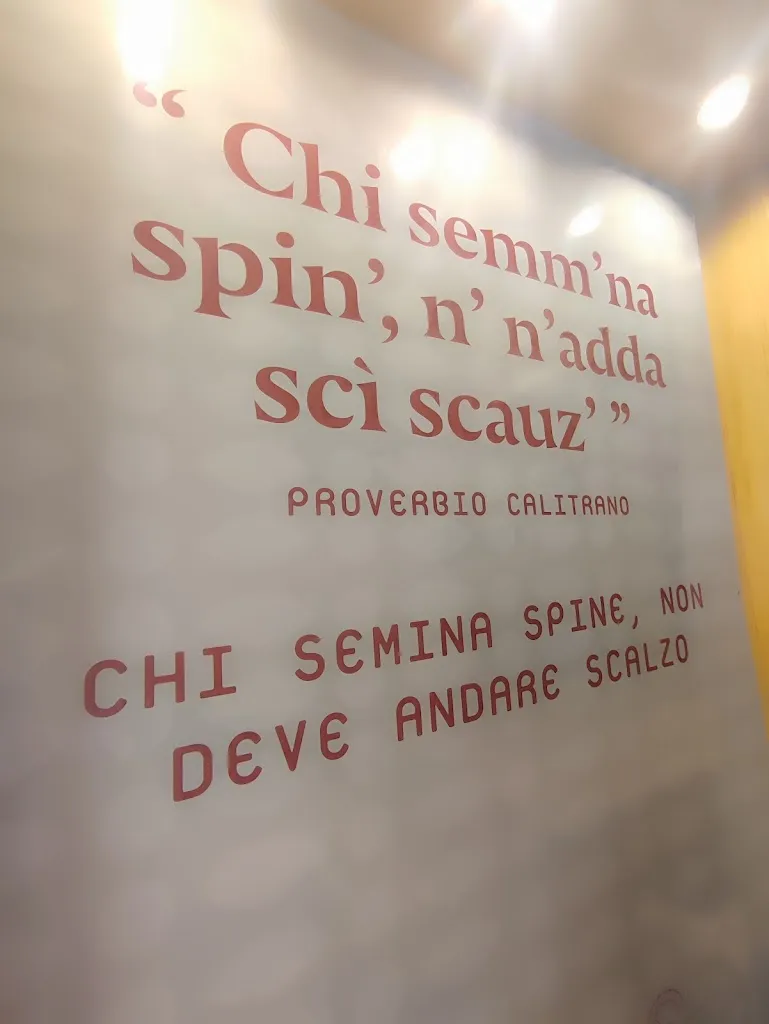 “ Chi semm’na
spin’, n’ n’adda
scì scauz’ ”
PROVERBIO CALITRANO
CHI SEMINA SPINE, NON
DEVE ANDARE SCALZO